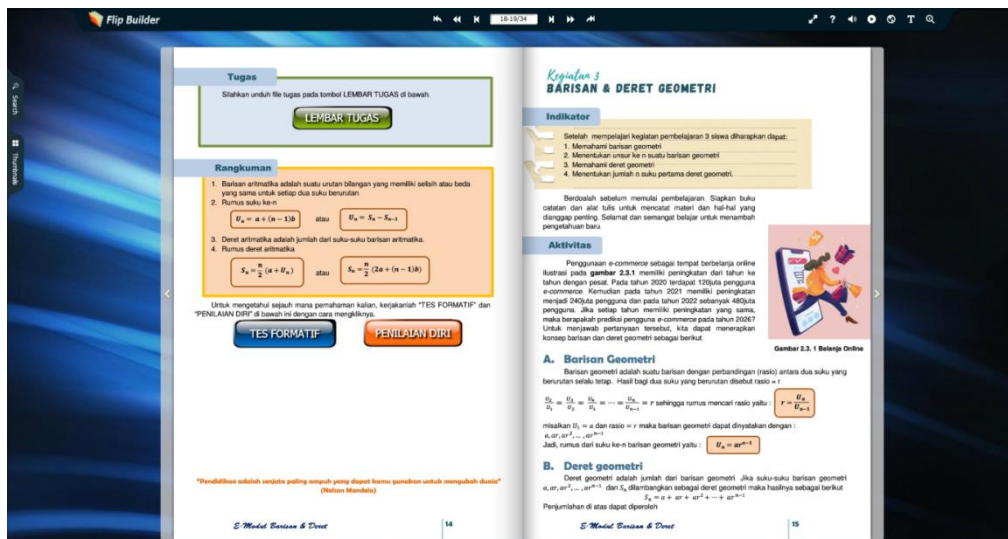 Flip Builder
18-19/34
Search
Thumbnail
Tugas
Silahkan unduh file tugas pada tombol LEMBAR TUGAS di bawah.
LEMBAR TUGAS
Rangkuman
1. Barisan aritmatika adalah suatu urutan bilangan yang memiliki selisih atau beda
yang sama untuk setiap dua suku berurutan.
2. Rumus suku ke-n
Uₙ = a + (n − 1)b atau Uₙ = Sₙ − Sₙ₋₁
3. Deret aritmatika adalah jumlah dari suku-suku barisan aritmatika.
4. Rumus deret aritmatika
Sₙ = n/2 (a + Uₙ) atau Sₙ = n/2 (2a + (n − 1)b)
Untuk mengetahui sejauh mana pemahaman kalian, kerjakanlah "TES FORMATIF" dan
"PENILAIAN DIRI" di bawah ini dengan cara mengkliknya.
TES FORMATIF PENILAIAN DIRI
"Pendidikan adalah senjata paling ampuh yang dapat kamu gunakan untuk mengubah dunia"
(Nelson Mandela)
E-Modul Barisan & Deret 14
Kegiatan 3
BARISAN & DERET GEOMETRI
Indikator
Setelah mempelajari kegiatan pembelajaran 3 siswa diharapkan dapat:
1. Memahami barisan geometri
2. Menentukan unsur ke n suatu barisan geometri
3. Memahami deret geometri
4. Menentukan jumlah n suku pertama deret geometri.
Berdoalah sebelum memulai pembelajaran. Siapkan buku
catatan dan alat tulis untuk mencatat materi dan hal-hal yang
dianggap penting. Selamat dan semangat belajar untuk menambah
pengetahuan baru.
Aktivitas
Penggunaan e-commerce sebagai tempat berbelanja online
ilustrasi pada gambar 2.3.1 memiliki peningkatan dari tahun ke
tahun dengan pesat. Pada tahun 2020 terdapat 120juta pengguna
e-commerce. Kemudian pada tahun 2021 memiliki peningkatan
menjadi 240juta pengguna dan pada tahun 2022 sebanyak 480juta
pengguna. Jika setiap tahun memiliki peningkatan yang sama,
maka berapakah prediksi pengguna e-commerce pada tahun 2026?
Untuk menjawab pertanyaan tersebut, kita dapat menerapkan
konsep barisan dan deret geometri sebagai berikut
Gambar 2.3. 1 Belanja Online
A. Barisan Geometri
Barisan geometri adalah suatu barisan dengan perbandingan (rasio) antara dua suku yang
berurutan selalu tetap. Hasil bagi dua suku yang berurutan disebut rasio = r
U₂/U₁ = U₃/U₂ = U₄/U₃ = ⋯ = Uₙ/Uₙ₋₁ = r sehingga rumus mencari rasio yaitu : r = Uₙ/Uₙ₋₁
misalkan U₁ = a dan rasio = r maka barisan geometri dapat dinyatakan dengan :
a, ar, ar², … , arⁿ⁻¹
Jadi, rumus dari suku ke-n barisan geometri yaitu : Uₙ = arⁿ⁻¹
B. Deret geometri
Deret geometri adalah jumlah dari barisan geometri. Jika suku-suku barisan geometri
a, ar, ar², … , arⁿ⁻¹ dan Sₙ dilambangkan sebagai deret geometri maka hasilnya sebagai berikut
Sₙ = a + ar + ar² + ⋯ + arⁿ⁻¹
Penjumlahan di atas dapat diperoleh
E-Modul Barisan & Deret 15